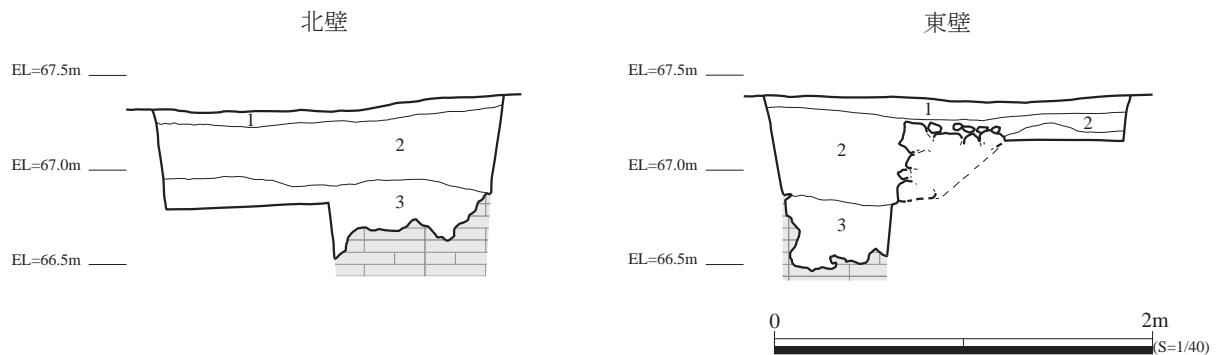 北壁
EL=67.5m
1
2
EL=67.0m
3
EL=66.5m
東壁
EL=67.5m
1
2
2
EL=67.0m
3
EL=66.5m
0
2m
(S=1/40)